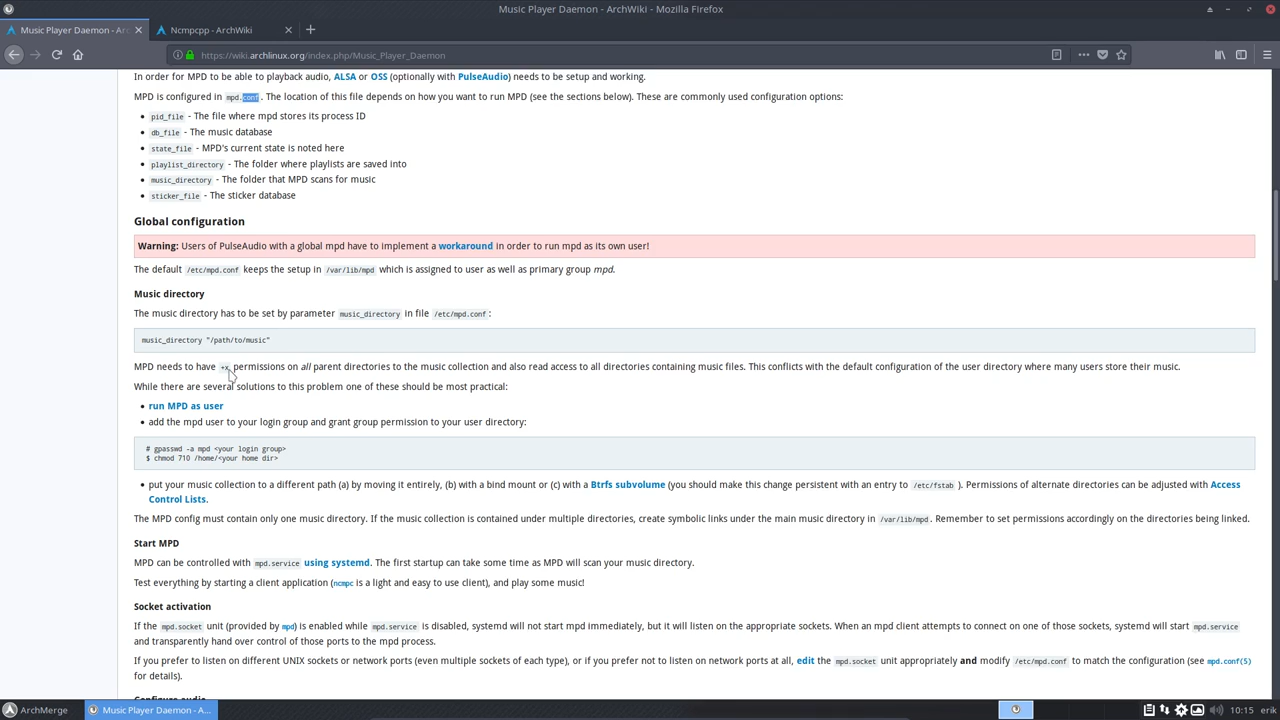 Music Player Daemon - ArchWiki - Mozilla Firefox
Music Player Daemon - Arc
Ncmpcpp - ArchWiki
https://wiki.archlinux.org/index.php/Music_Player_Daemon
In order for MPD to be able to playback audio, ALSA or OSS (optionally with PulseAudio) needs to be setup and working.
MPD is configured in mpd.conf. The location of this file depends on how you want to run MPD (see the sections below). These are commonly used configuration options:
• pid_file - The file where mpd stores its process ID
• db_file - The music database
• state_file - MPD's current state is noted here
• playlist_directory - The folder where playlists are saved into
• music_directory - The folder that MPD scans for music
• sticker_file - The sticker database
Global configuration
Warning: Users of PulseAudio with a global mpd have to implement a workaround in order to run mpd as its own user!
The default /etc/mpd.conf keeps the setup in /var/lib/mpd which is assigned to user as well as primary group mpd.
Music directory
The music directory has to be set by parameter music_directory in file /etc/mpd.conf:
music_directory "/path/to/music"
MPD needs to have +x permissions on all parent directories to the music collection and also read access to all directories containing music files. This conflicts with the default configuration of the user directory where many users store their music.
While there are several solutions to this problem one of these should be most practical:
• run MPD as user
• add the mpd user to your login group and grant group permission to your user directory:
# gpasswd -a mpd <your login group>
$ chmod 710 /home/<your home dir>
• put your music collection to a different path (a) by moving it entirely, (b) with a bind mount or (c) with a Btrfs subvolume (you should make this change persistent with an entry to /etc/fstab ). Permissions of alternate directories can be adjusted with Access
Control Lists.
The MPD config must contain only one music directory. If the music collection is contained under multiple directories, create symbolic links under the main music directory in /var/lib/mpd. Remember to set permissions accordingly on the directories being linked.
Start MPD
MPD can be controlled with mpd.service using systemd. The first startup can take some time as MPD will scan your music directory.
Test everything by starting a client application (ncmpc is a light and easy to use client), and play some music!
Socket activation
If the mpd.socket unit (provided by mpd) is enabled while mpd.service is disabled, systemd will not start mpd immediately, but it will listen on the appropriate sockets. When an mpd client attempts to connect on one of those sockets, systemd will start mpd.service
and transparently hand over control of those ports to the mpd process.
If you prefer to listen on different UNIX sockets or network ports (even multiple sockets of each type), or if you prefer not to listen on network ports at all, edit the mpd.socket unit appropriately and modify /etc/mpd.conf to match the configuration (see mpd.conf(5)
for details).
Configure audio
ArchMerge
Music Player Daemon - A...
10:15 erik